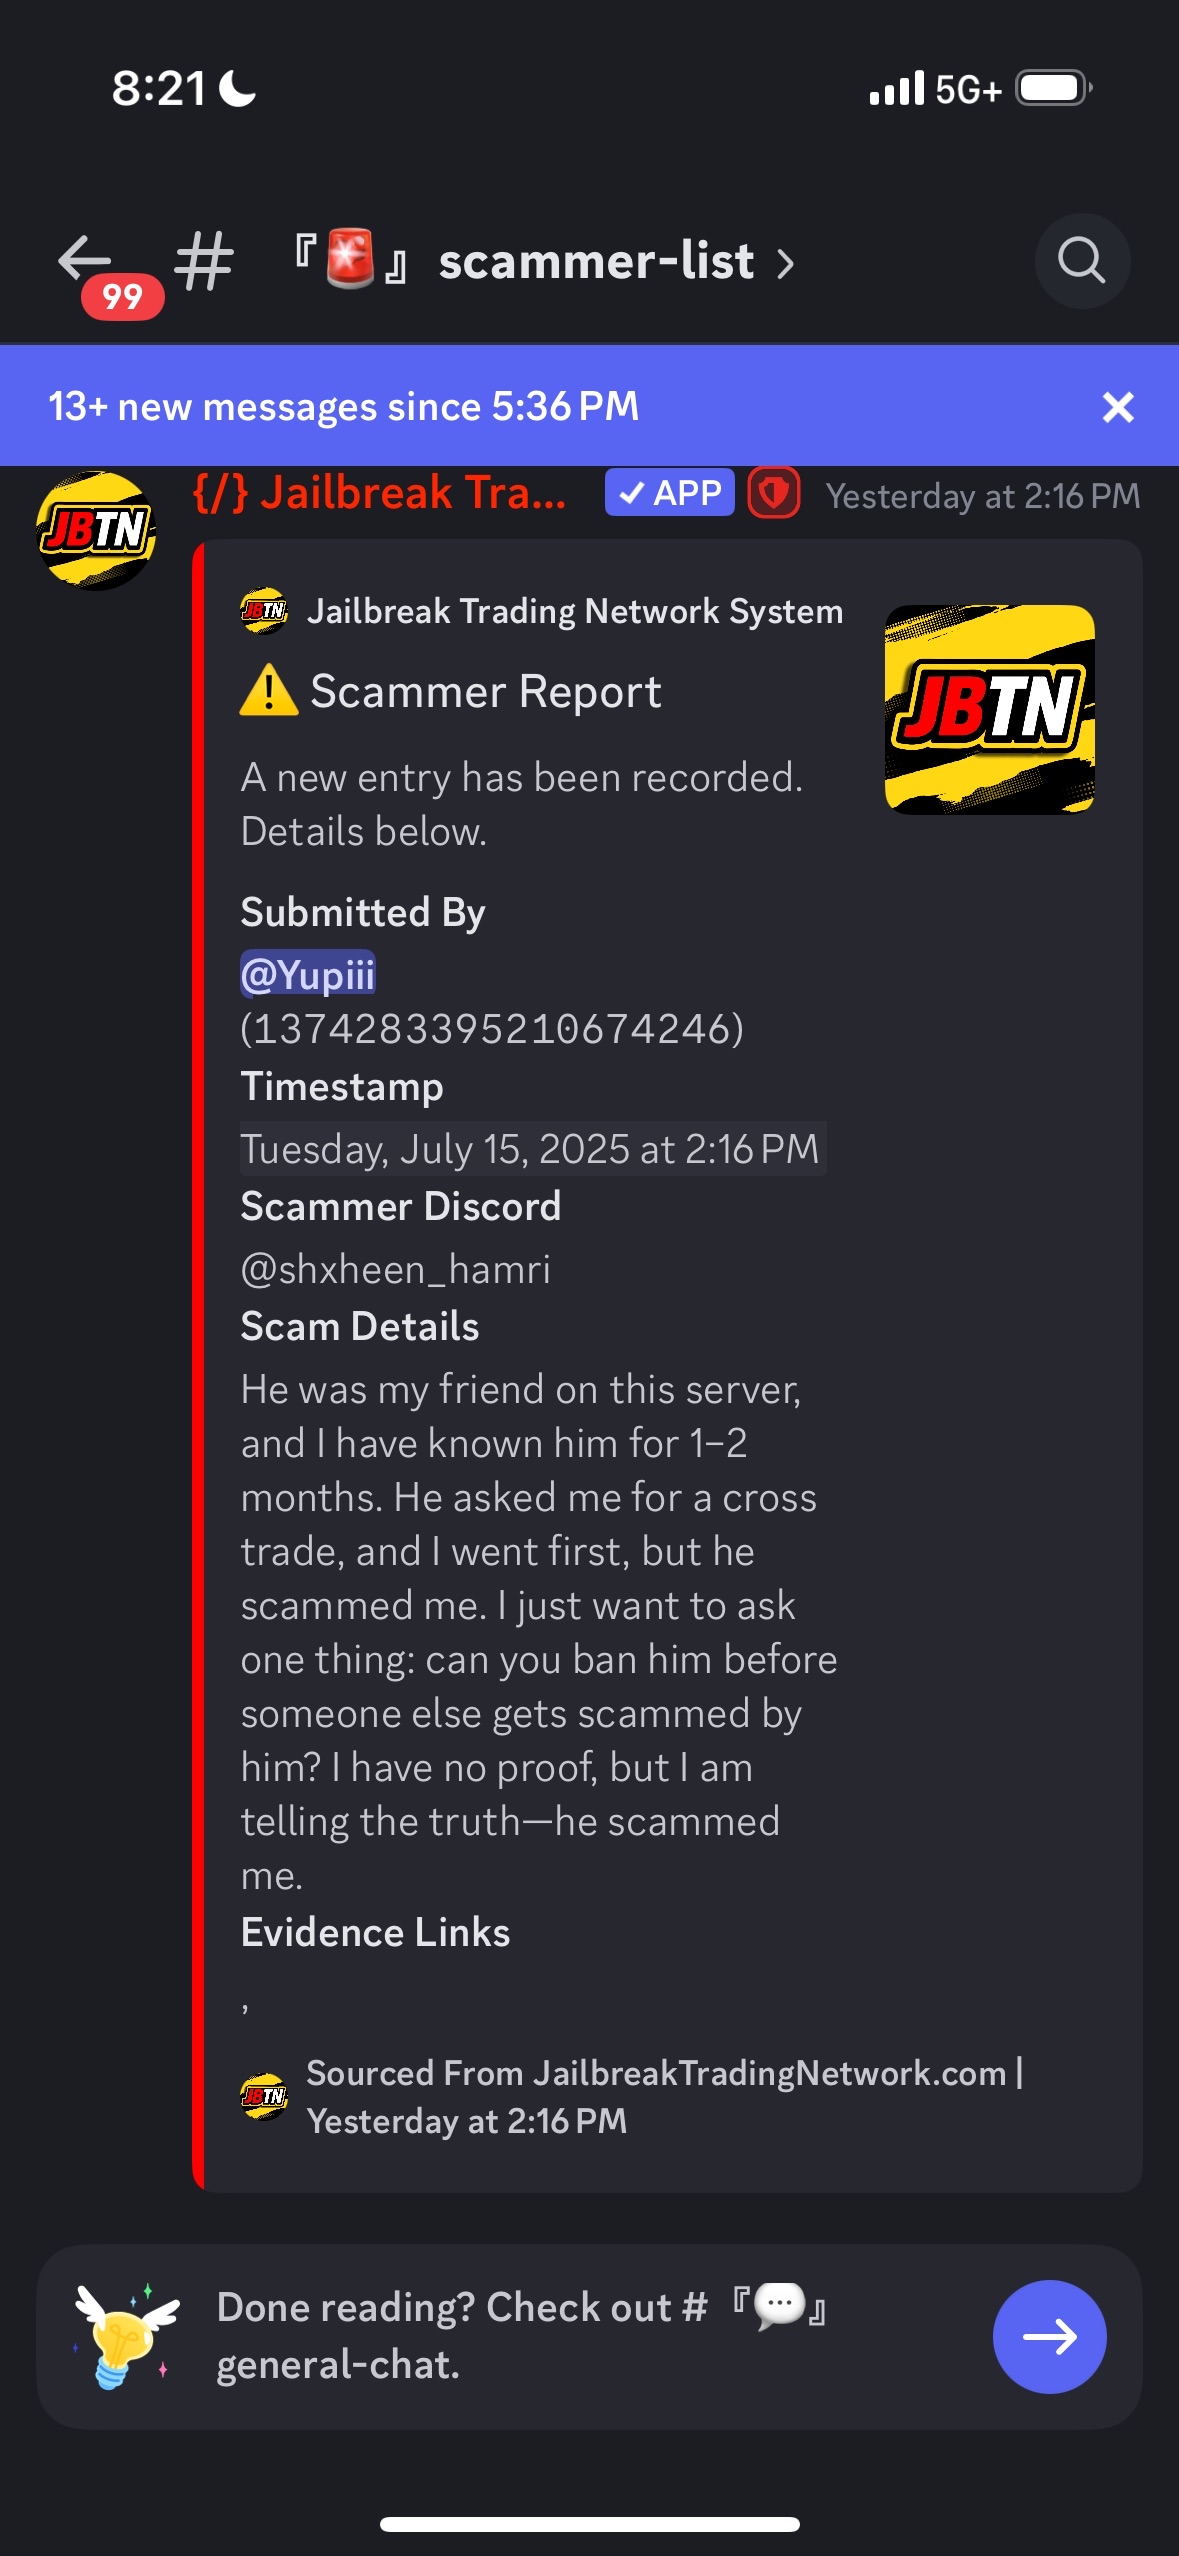 8:21
5G+
99
# 『🚨』 scammer-list
13+ new messages since 5:36 PM
JBTN
{/} Jailbreak Tra... APP Yesterday at 2:16 PM
JBTN
Jailbreak Trading Network System
JBTN
⚠️ Scammer Report
A new entry has been recorded.
Details below.
Submitted By
@Yupiii
(1374283395210674246)
Timestamp
Tuesday, July 15, 2025 at 2:16 PM
Scammer Discord
@shxheen_hamri
Scam Details
He was my friend on this server,
and I have known him for 1–2
months. He asked me for a cross
trade, and I went first, but he
scammed me. I just want to ask
one thing: can you ban him before
someone else gets scammed by
him? I have no proof, but I am
telling the truth—he scammed
me.
Evidence Links
,
JBTN
Sourced From JailbreakTradingNetwork.com |
Yesterday at 2:16 PM
Done reading? Check out # 『💬』
general-chat.